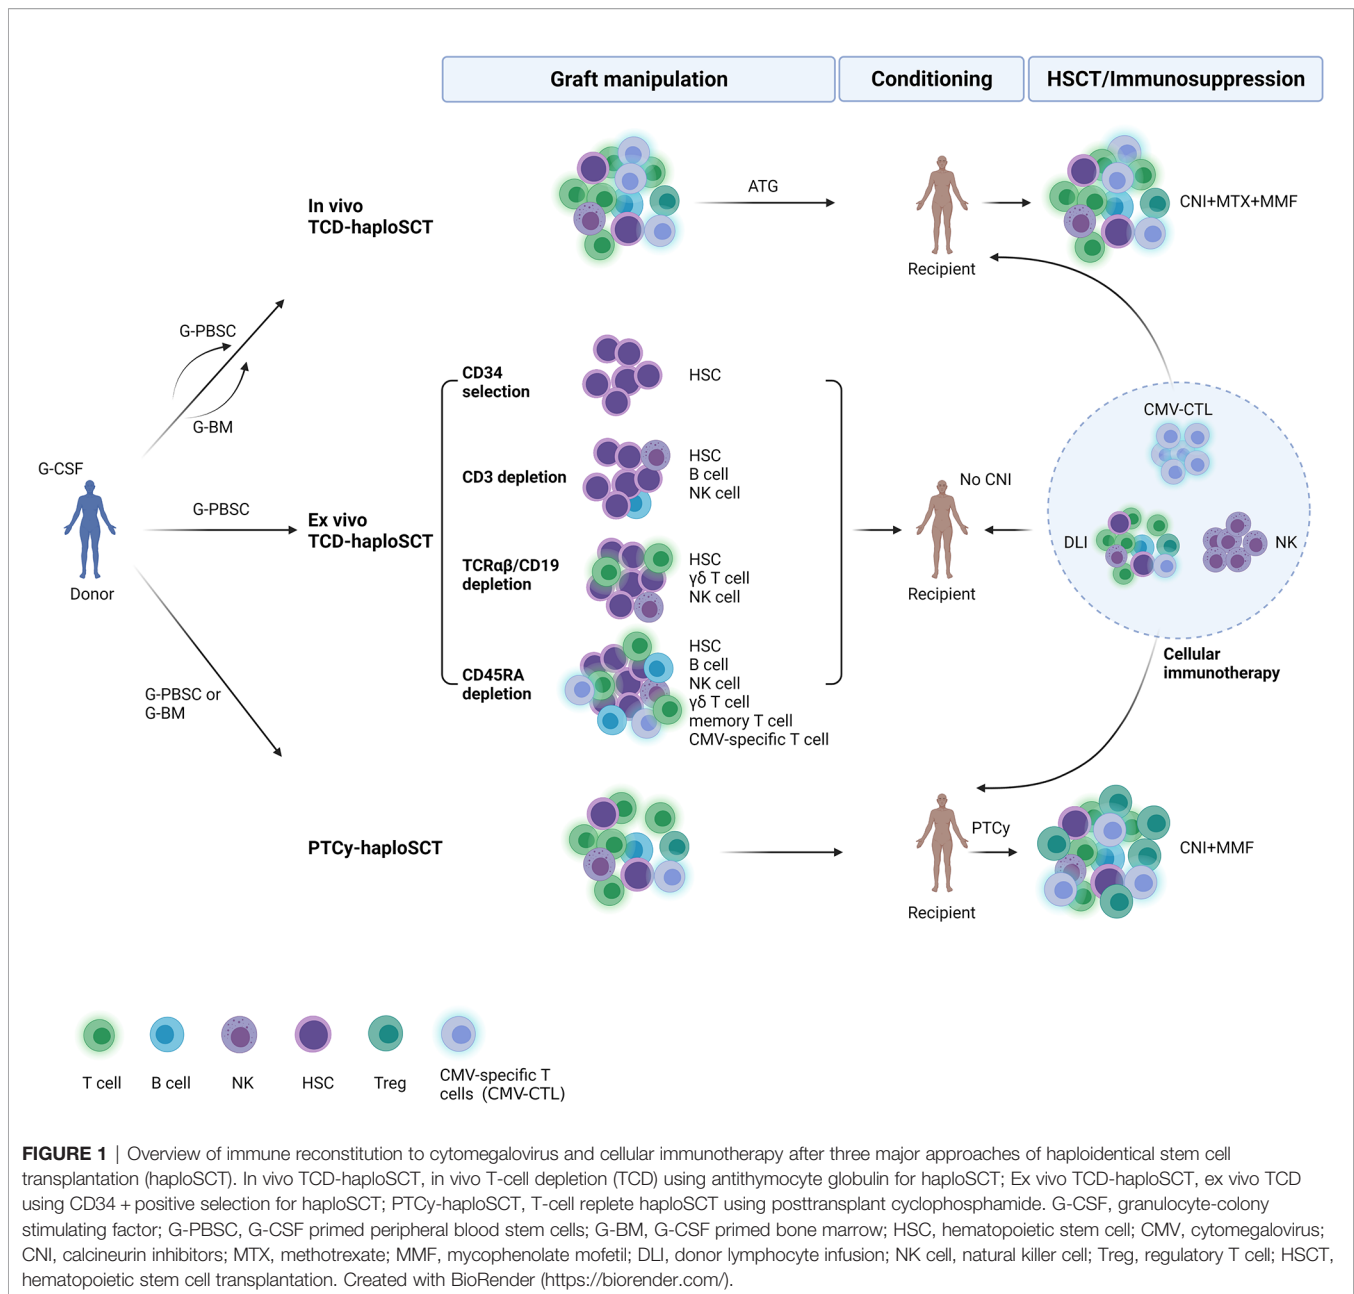 Graft manipulation
Conditioning
HSCT/Immunosuppression
In vivo
TCD-haploSCT
ATG
Recipient
CNI+MTX+MMF
G-PBSC
G-BM
G-CSF
Donor
G-PBSC
Ex vivo
TCD-haploSCT
CD34
selection
HSC
CD3 depletion
HSC
B cell
NK cell
TCRαβ/CD19
depletion
HSC
γδ T cell
NK cell
CD45RA
depletion
HSC
B cell
NK cell
γδ T cell
memory T cell
CMV-specific T cell
No CNI
Recipient
CMV-CTL
DLI
NK
Cellular
immunotherapy
G-PBSC or
G-BM
PTCy-haploSCT
PTCy
Recipient
CNI+MMF
T cell
B cell
NK
HSC
Treg
CMV-specific T
cells (CMV-CTL)
FIGURE 1 | Overview of immune reconstitution to cytomegalovirus and cellular immunotherapy after three major approaches of haploidentical stem cell
transplantation (haploSCT). In vivo TCD-haploSCT, in vivo T-cell depletion (TCD) using antithymocyte globulin for haploSCT; Ex vivo TCD-haploSCT, ex vivo TCD
using CD34 + positive selection for haploSCT; PTCy-haploSCT, T-cell replete haploSCT using posttransplant cyclophosphamide. G-CSF, granulocyte-colony
stimulating factor; G-PBSC, G-CSF primed peripheral blood stem cells; G-BM, G-CSF primed bone marrow; HSC, hematopoietic stem cell; CMV, cytomegalovirus;
CNI, calcineurin inhibitors; MTX, methotrexate; MMF, mycophenolate mofetil; DLI, donor lymphocyte infusion; NK cell, natural killer cell; Treg, regulatory T cell; HSCT,
hematopoietic stem cell transplantation. Created with BioRender (https://biorender.com/).